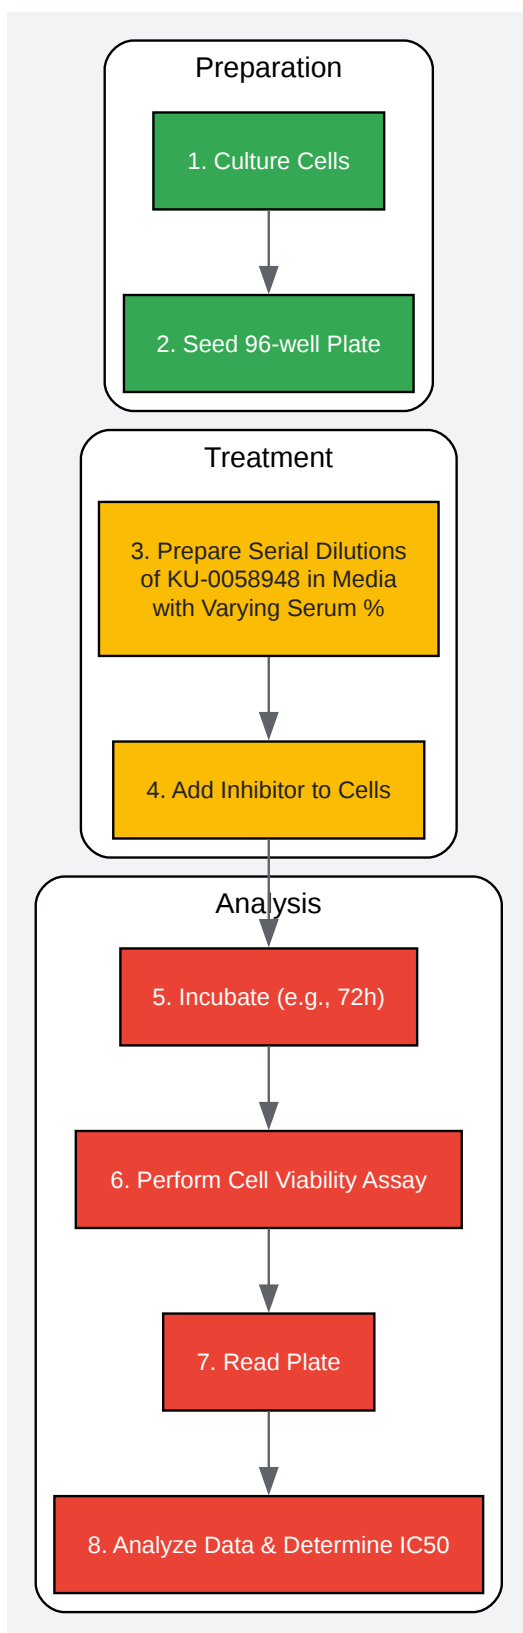 Preparation
1. Culture Cells
2. Seed 96-well Plate
Treatment
3. Prepare Serial Dilutions
of KU-0058948 in Media
with Varying Serum %
4. Add Inhibitor to Cells
Analysis
5. Incubate (e.g., 72h)
6. Perform Cell Viability Assay
7. Read Plate
8. Analyze Data & Determine IC50